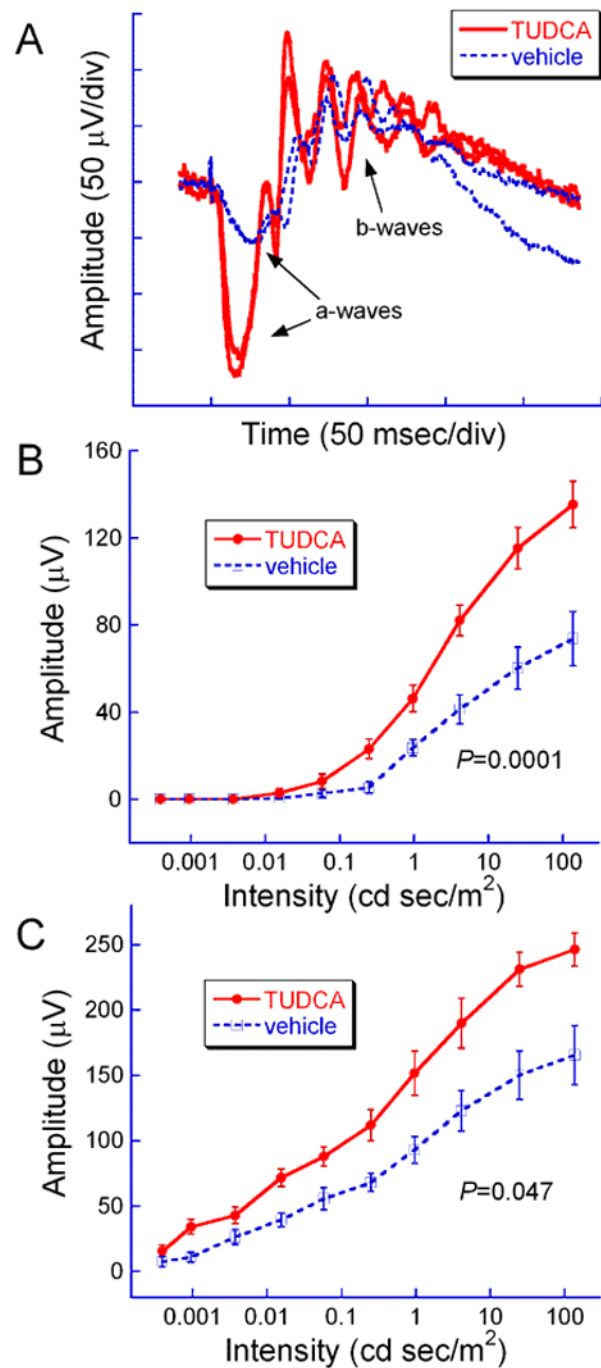 A
TUDCA
vehicle
Amplitude (50 μV/div)
b-waves
a-waves
Time (50 msec/div)
B
160
120
80
40
0
TUDCA
vehicle
Amplitude (μV)
P=0.0001
0.001 0.01 0.1 1 10 100
Intensity (cd sec/m²)
C
250
200
150
100
50
0
TUDCA
vehicle
Amplitude (μV)
P=0.047
0.001 0.01 0.1 1 10 100
Intensity (cd sec/m²)